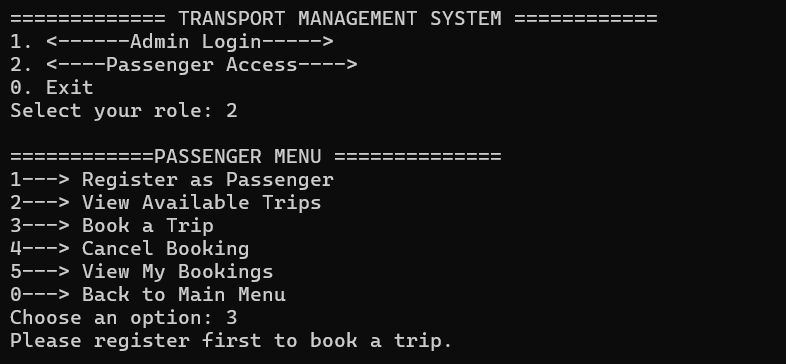 ============= TRANSPORT MANAGEMENT SYSTEM ============
1. <------Admin Login----->
2. <----Passenger Access---->
0. Exit
Select your role: 2

============PASSENGER MENU ==============
1---> Register as Passenger
2---> View Available Trips
3---> Book a Trip
4---> Cancel Booking
5---> View My Bookings
0---> Back to Main Menu
Choose an option: 3
Please register first to book a trip.